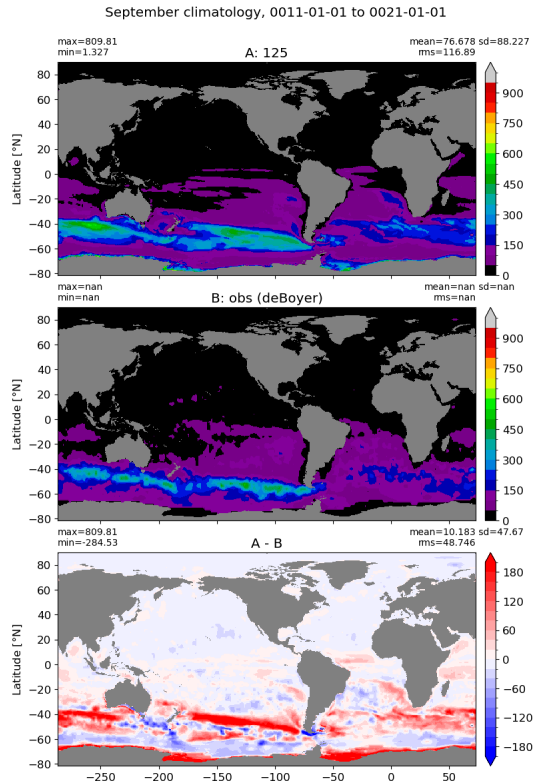 September climatology, 0011-01-01 to 0021-01-01
max=809.81
min=1.327
A: 125
mean=76.678 sd=88.227
rms=116.89
Latitude [°N]
80
60
40
20
0
−20
−40
−60
−80
900
750
600
450
300
150
0
max=nan
min=nan
B: obs (deBoyer)
mean=nan sd=nan
rms=nan
Latitude [°N]
80
60
40
20
0
−20
−40
−60
−80
900
750
600
450
300
150
0
max=809.81
min=-284.53
A - B
mean=10.183 sd=47.67
rms=48.746
Latitude [°N]
80
60
40
20
0
−20
−40
−60
−80
180
120
60
0
−60
−120
−180
−250
−200
−150
−100
−50
0
50